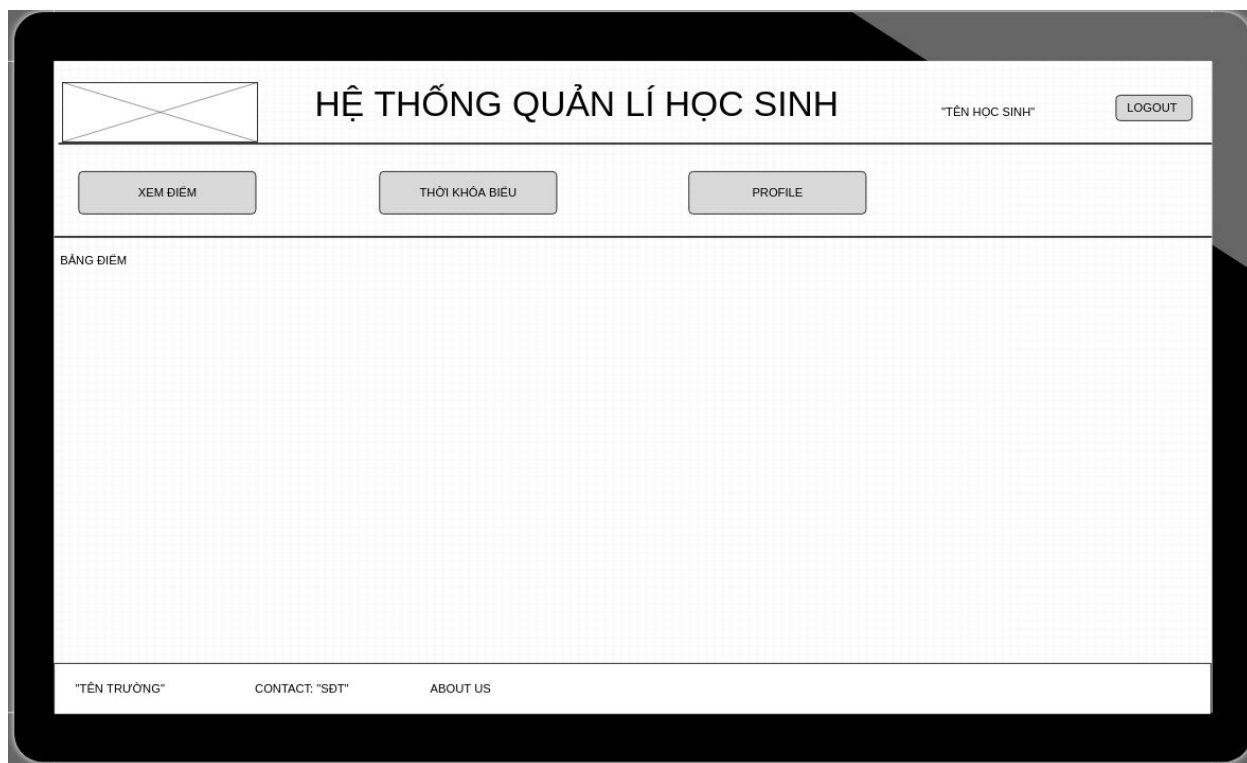 HỆ THỐNG QUẢN LÍ HỌC SINH
"TÊN HỌC SINH"
LOGOUT
XEM ĐIỂM
THỜI KHÓA BIỂU
PROFILE
BẢNG ĐIỂM
"TÊN TRƯỜNG"
CONTACT: "SĐT"
ABOUT US